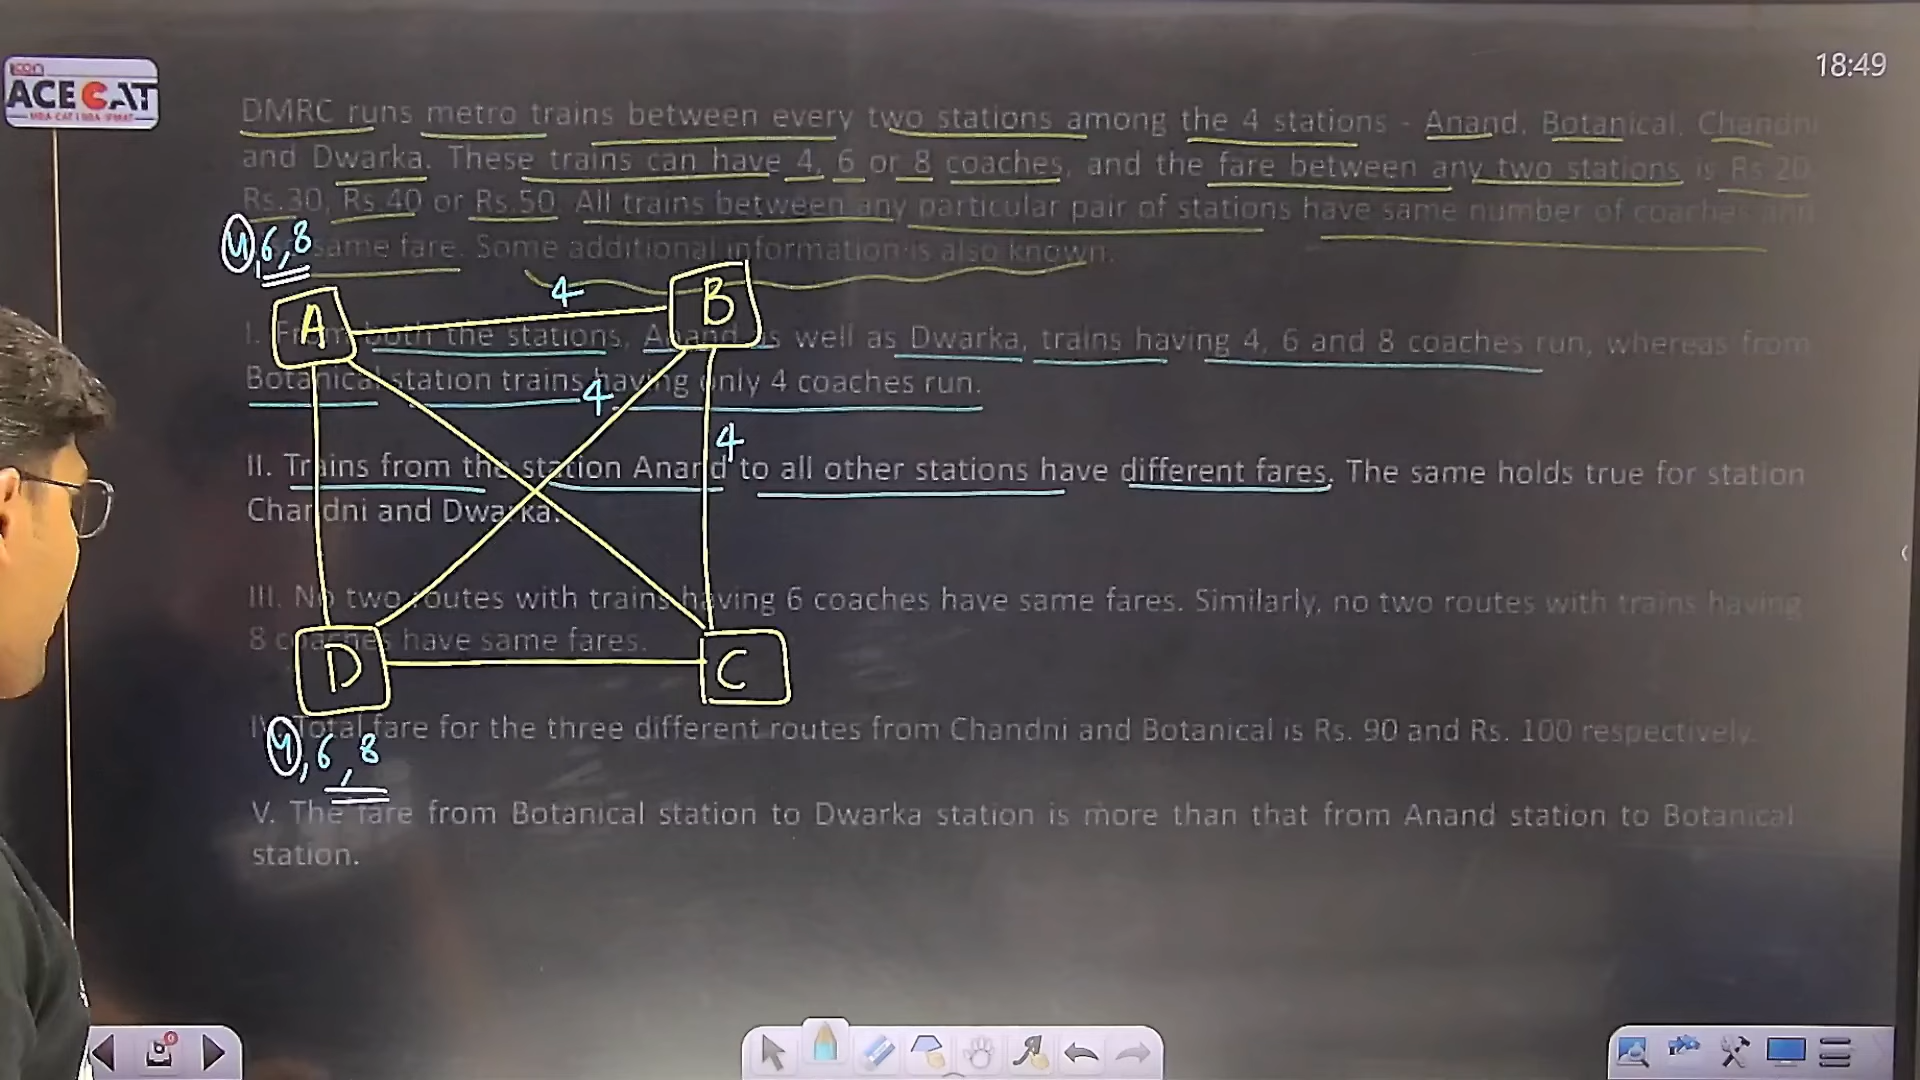 18:49
icon
ACE CAT
DMRC runs metro trains between every two stations among the 4 stations - Anand, Botanical, Chandni
and Dwarka. These trains can have 4, 6 or 8 coaches, and the fare between any two stations is Rs 20,
Rs.30, Rs.40 or Rs.50. All trains between any particular pair of stations have same number of coaches and
same fare. Some additional information is also known.
4,6,8
A
4
B
I. From both the stations, Anand as well as Dwarka, trains having 4, 6 and 8 coaches run, whereas from
Botanical station trains having only 4 coaches run.
4
4
II. Trains from the station Anand to all other stations have different fares. The same holds true for station
Chandni and Dwarka.
III. No two routes with trains having 6 coaches have same fares. Similarly, no two routes with trains having
8 coaches have same fares.
D
C
IV. Total fare for the three different routes from Chandni and Botanical is Rs. 90 and Rs. 100 respectively.
4,6,8
V. The fare from Botanical station to Dwarka station is more than that from Anand station to Botanical
station.